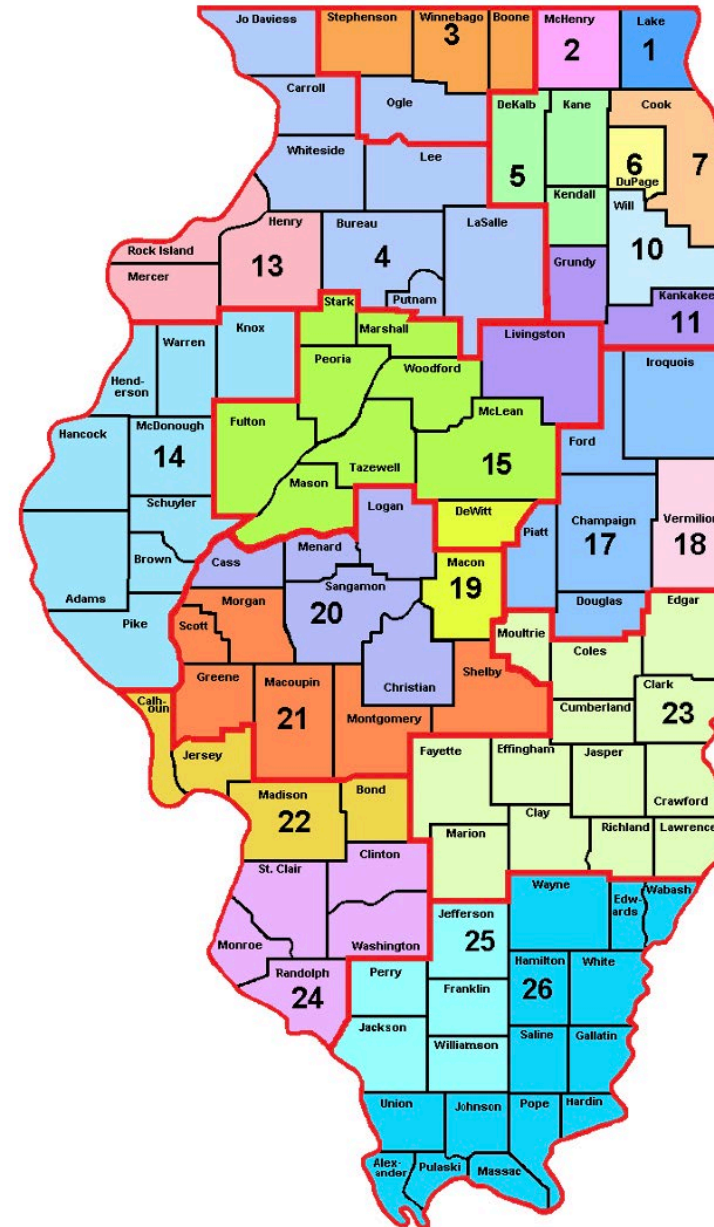 Jo Daviess
Stephenson
Winnebago
Boone
McHenry
Lake
3
2
1
Carroll
Ogle
DeKalb
Kane
Cook
Whiteside
Lee
5
6
DuPage
7
Kendall
Will
Henry
Bureau
LaSalle
Rock Island
13
4
Grundy
10
Mercer
Putnam
Kankakee
11
Stark
Knox
Marshall
Warren
Livingston
Peoria
Iroquois
Woodford
Hend-
erson
McLean
Hancock
McDonough
Fulton
Ford
14
15
Tazewell
Mason
Schuyler
Logan
DeWitt
Champaign
Vermilion
Piatt
17
18
Menard
Brown
Cass
Macon
Sangamon
19
Adams
20
Morgan
Douglas
Edgar
Pike
Scott
Moultrie
Coles
Greene
Macoupin
Shelby
Christian
Clark
Calh-
oun
21
Montgomery
Cumberland
23
Jersey
Fayette
Effingham
Jasper
Madison
Bond
Crawford
22
Clay
Marion
Richland
Lawrence
Clinton
St. Clair
Wayne
Wabash
Edw-
ards
Jefferson
25
Monroe
Washington
Hamilton
White
Randolph
Perry
24
Franklin
26
Jackson
Saline
Gallatin
Williamson
Union
Johnson
Pope
Hardin
Alex-
ander
Pulaski
Massac